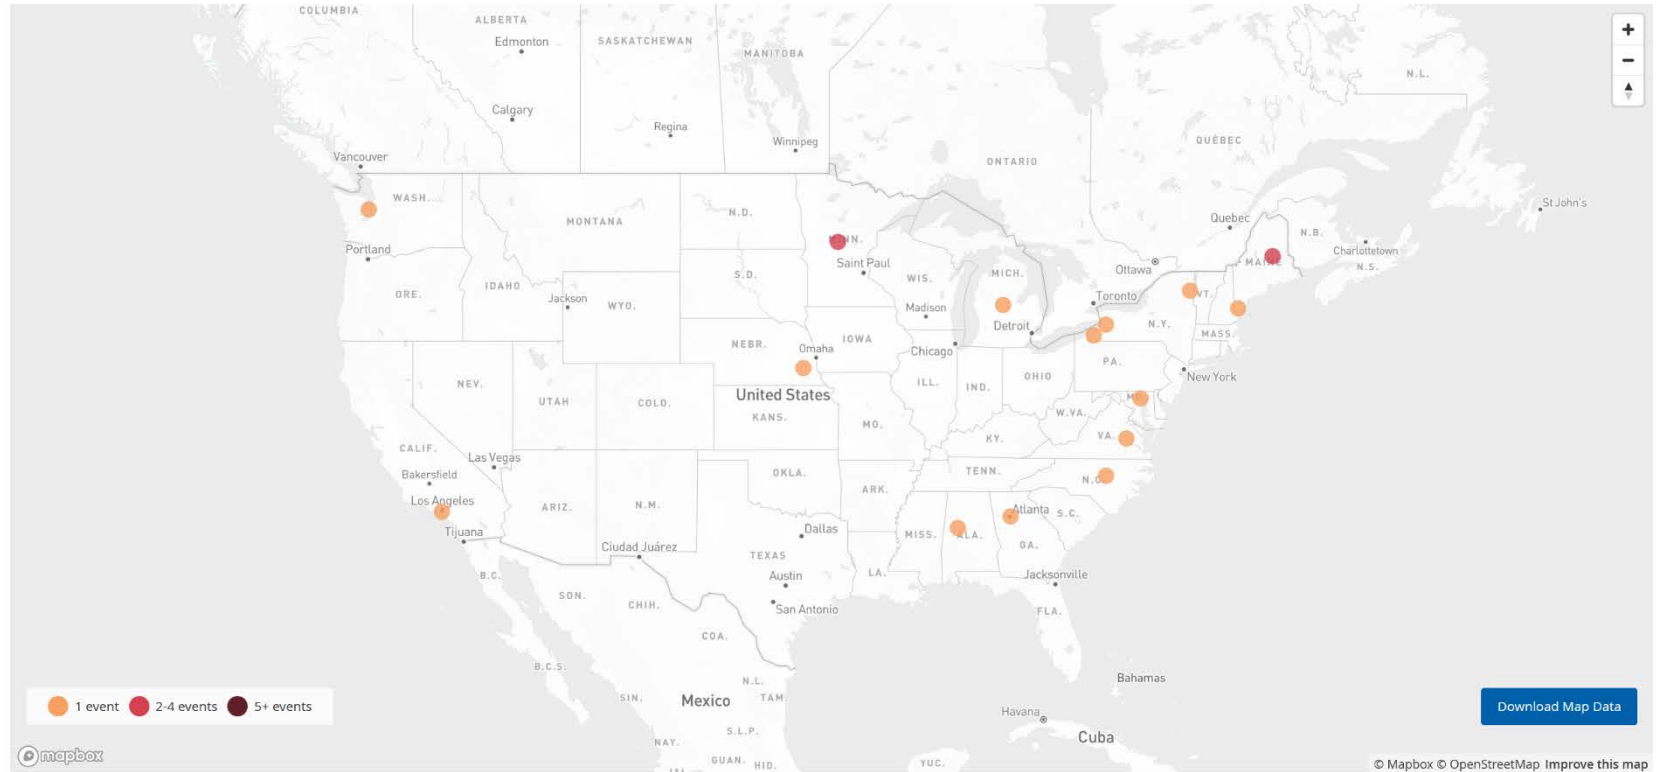 COLUMBIA
ALBERTA
Edmonton
SASKATCHEWAN
MANITOBA
N.L.
Calgary
Regina
Winnipeg
QUÉBEC
Vancouver
ONTARIO
WASH.
MONTANA
N.D.
St John's
Quebec
N.B.
Portland
MINN.
Saint Paul
Ottawa
MAINE
Charlottetown
N.S.
ORE.
IDAHO
Jackson
WYO.
S.D.
WIS.
MICH.
Toronto
VT.
Madison
Detroit
N.Y.
MASS
NEBR.
Omaha
IOWA
Chicago
PA.
New York
NEV.
UTAH
COLO.
United States
KANS.
ILL.
IND.
OHIO
W.VA.
MO.
KY.
VA.
CALIF.
Las Vegas
Bakersfield
Los Angeles
Tijuana
ARIZ.
N.M.
OKLA.
ARK.
TENN.
N.C.
Atlanta
S.C.
Ciudad Juárez
Dallas
TEXAS
MISS.
ALA.
GA.
B.C.
Austin
LA.
Jacksonville
SON.
CHIH.
San Antonio
FLA.
COA.
B.C.S.
N.L.
Bahamas
SIN.
Mexico
TAM.
1 event
2-4 events
5+ events
Download Map Data
Havana
Cuba
S.L.P.
NAY.
mapbox
GUAN.
HID.
YUC.
© Mapbox © OpenStreetMap Improve this map